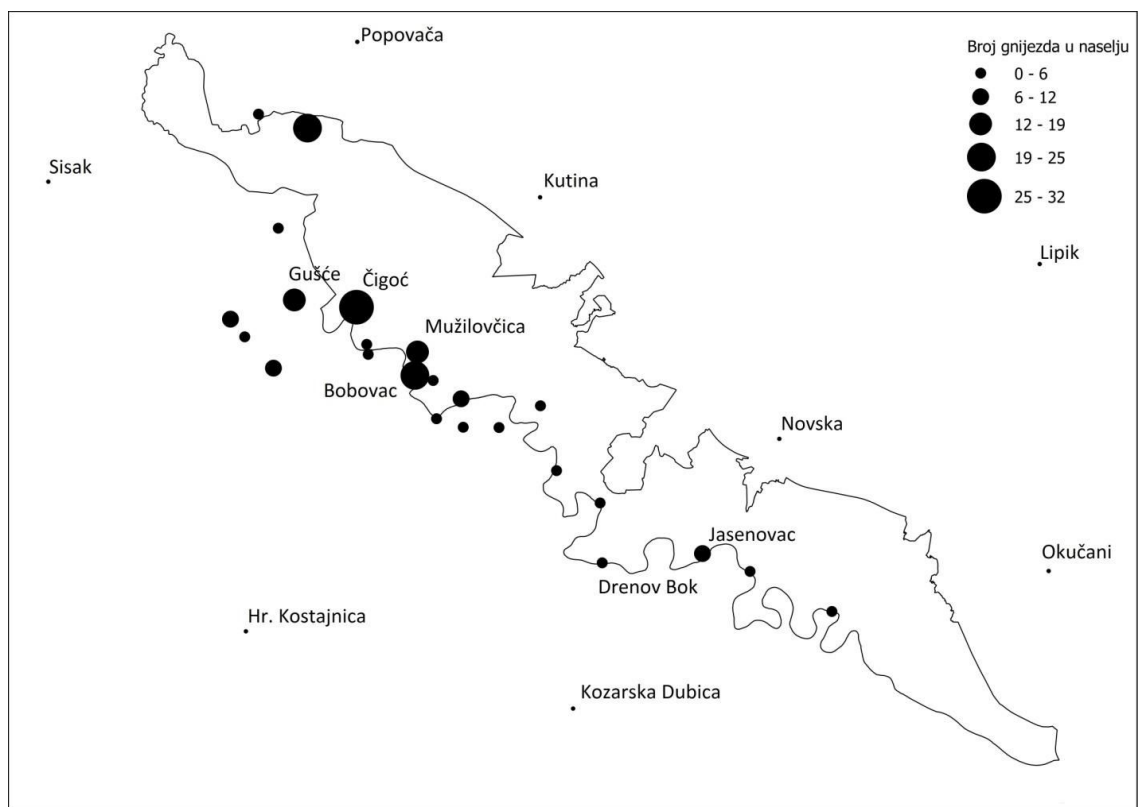 Popovača
Broj gnijezda u naselju
0 - 6
6 - 12
12 - 19
19 - 25
25 - 32
Sisak
Kutina
Lipik
Gušće
Čigoć
Mužilovčica
Bobovac
Novska
Jasenovac
Okučani
Drenov Bok
Hr. Kostajnica
Kozarska Dubica